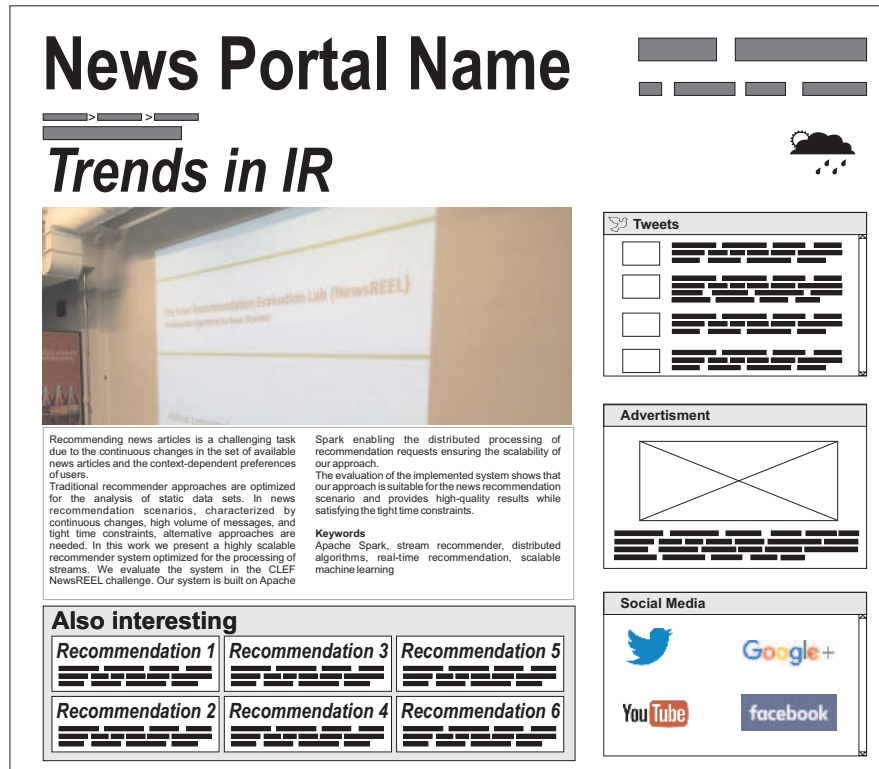 News Portal Name
> >
Trends in IR
The News Recommendation Evaluation Lab (NewsREEL)
Recommending news articles is a challenging task
due to the continuous changes in the set of available
news articles and the context-dependent preferences
of users.
Traditional recommender approaches are optimized
for the analysis of static data sets. In news
recommendation scenarios, characterized by
continuous changes, high volume of messages, and
tight time constraints, alternative approaches are
needed. In this work we present a highly scalable
recommender system optimized for the processing of
streams. We evaluate the system in the CLEF
NewsREEL challenge. Our system is built on Apache
Spark enabling the distributed processing of
recommendation requests ensuring the scalability of
our approach.
The evaluation of the implemented system shows that
our approach is suitable for the news recommendation
scenario and provides high-quality results while
satisfying the tight time constraints.
Keywords
Apache Spark, stream recommender, distributed
algorithms, real-time recommendation, scalable
machine learning
Also interesting
Recommendation 1
Recommendation 3
Recommendation 5
Recommendation 2
Recommendation 4
Recommendation 6
Tweets
Advertisment
Social Media
Google+
YouTube
facebook